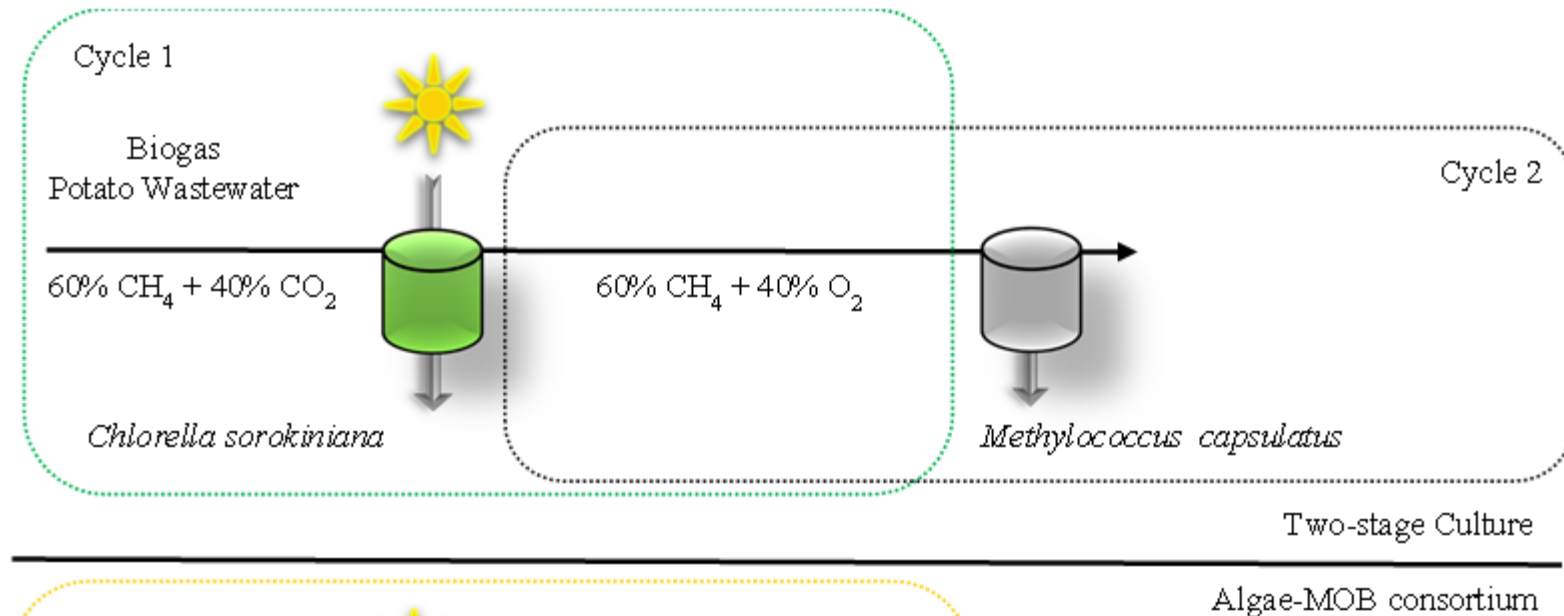 Cycle 1
Biogas
Potato Wastewater
Cycle 2
60% CH₄ + 40% CO₂
60% CH₄ + 40% O₂
Chlorella sorokiniana
Methylococcus capsulatus
Two-stage Culture
Algae-MOB consortium